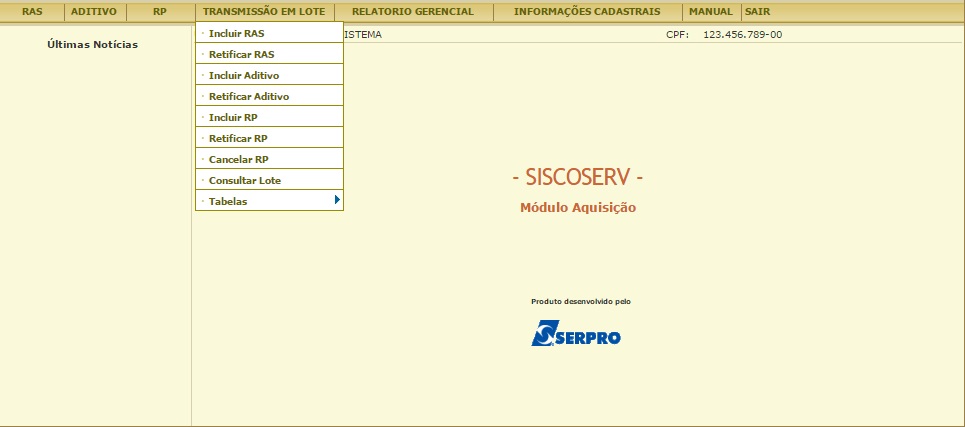 RAS ADITIVO RP TRANSMISSÃO EM LOTE RELATORIO GERENCIAL INFORMAÇÕES CADASTRAIS MANUAL SAIR
Últimas Notícias
ISTEMA CPF: 123.456.789-00
· Incluir RAS
· Retificar RAS
· Incluir Aditivo
· Retificar Aditivo
· Incluir RP
· Retificar RP
· Cancelar RP
· Consultar Lote
· Tabelas
- SISCOSERV -
Módulo Aquisição
Produto desenvolvido pelo
SERPRO